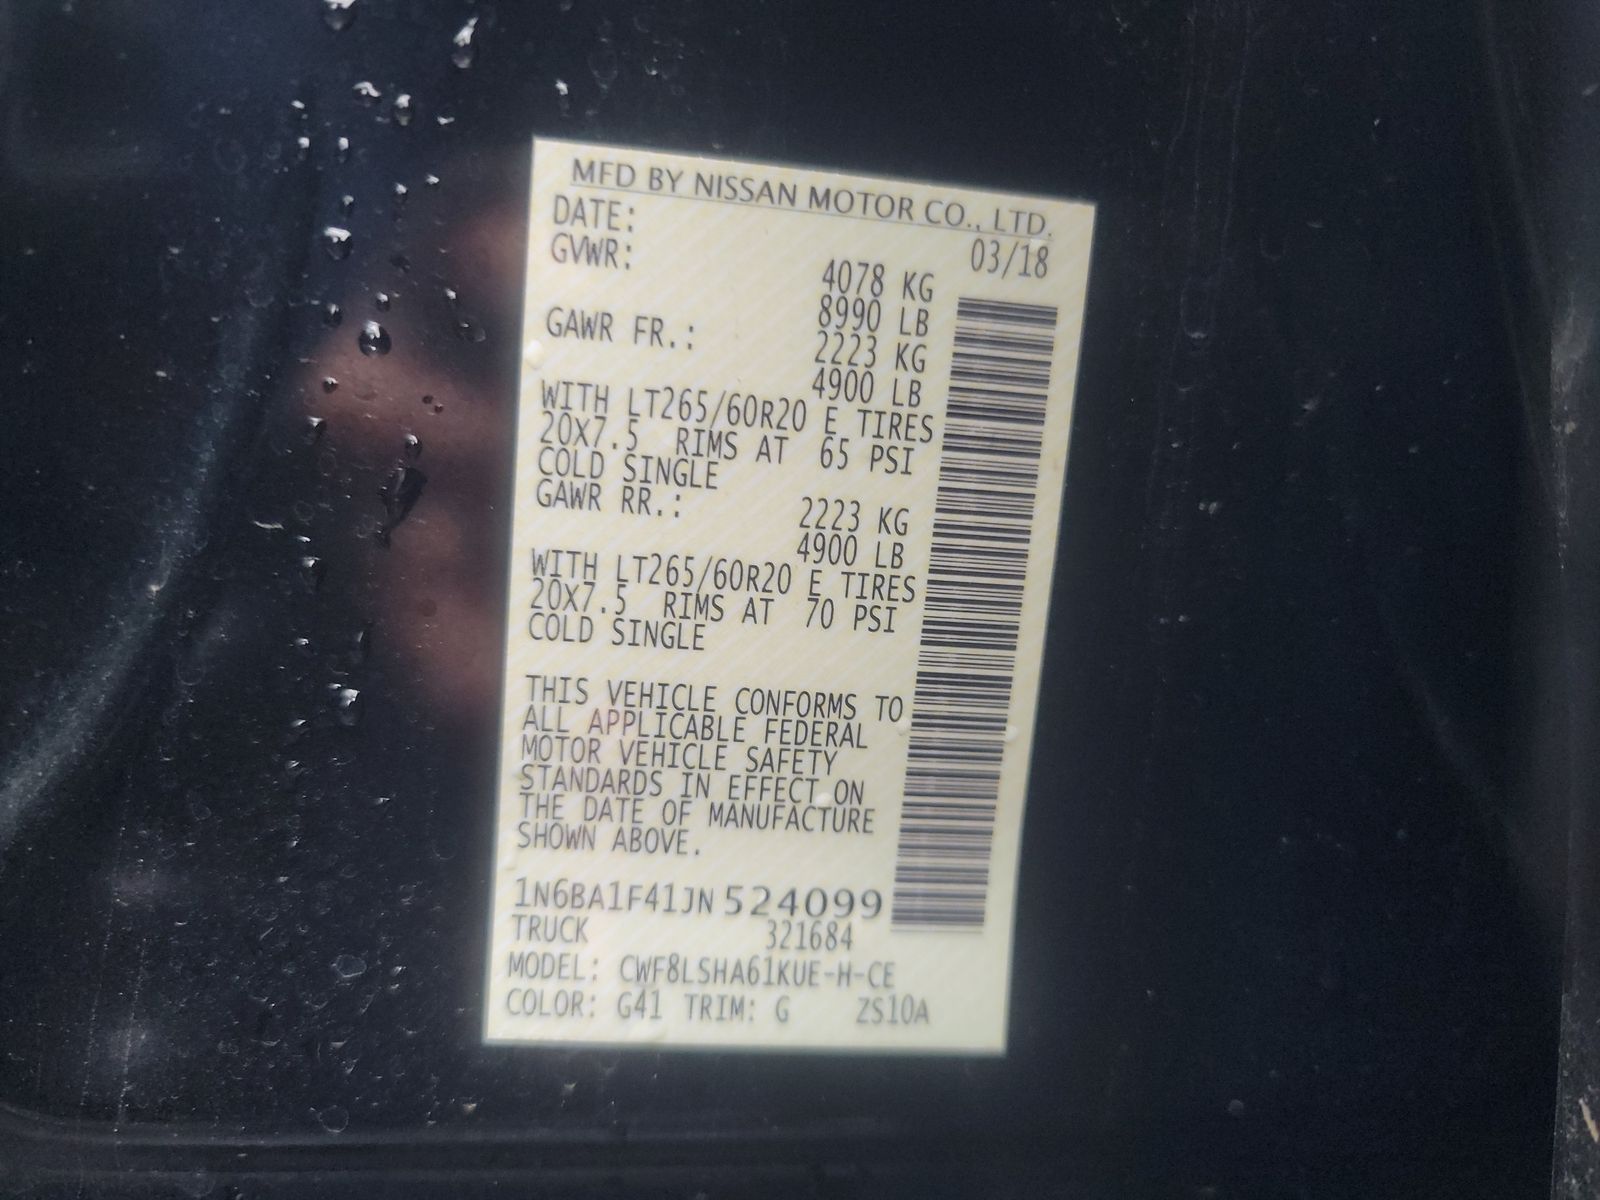 MFD BY NISSAN MOTOR CO., LTD.
DATE: 03/18
GVWR: 4078 KG
8990 LB
GAWR FR.: 2223 KG
4900 LB
WITH LT265/60R20 E TIRES
20X7.5 RIMS AT 65 PSI
COLD SINGLE
GAWR RR.: 2223 KG
4900 LB
WITH LT265/60R20 E TIRES
20X7.5 RIMS AT 70 PSI
COLD SINGLE
THIS VEHICLE CONFORMS TO
ALL APPLICABLE FEDERAL
MOTOR VEHICLE SAFETY
STANDARDS IN EFFECT ON
THE DATE OF MANUFACTURE
SHOWN ABOVE.
1N6BA1F41JN524099
TRUCK 321684
MODEL: CWF8LSHA61KUE-H-CE
COLOR: G41 TRIM: G ZS10A